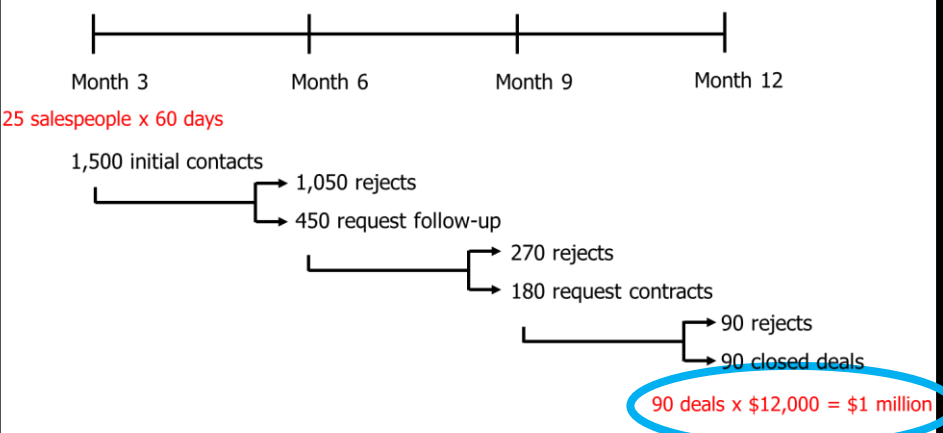 Month 3
Month 6
Month 9
Month 12
25 salespeople x 60 days
1,500 initial contacts
1,050 rejects
450 request follow-up
270 rejects
180 request contracts
90 rejects
90 closed deals
90 deals x $12,000 = $1 million